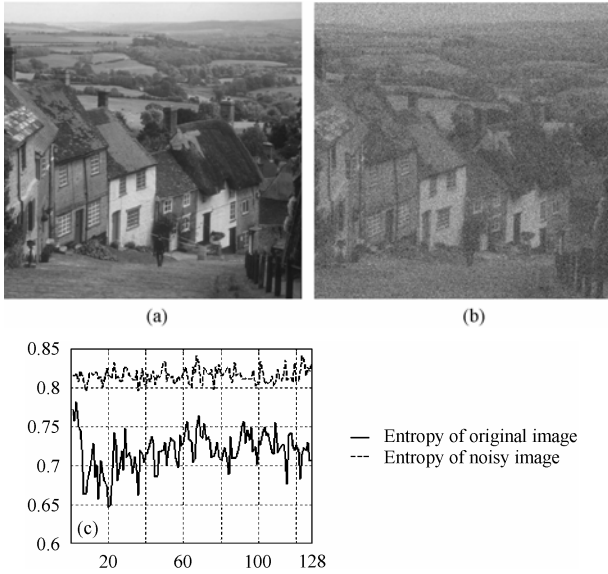 (a)
(b)
0.85
0.8
0.75
0.7
0.65
0.6
(c)
20
60
100
128
Entropy of original image
Entropy of noisy image